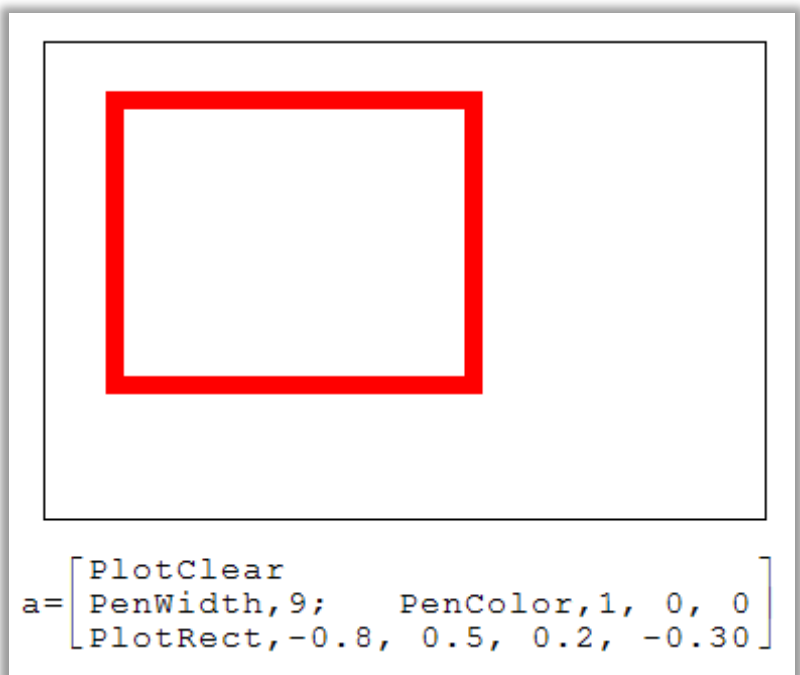 PlotClear
a= PenWidth,9;   PenColor,1, 0, 0
PlotRect,-0.8, 0.5, 0.2, -0.30